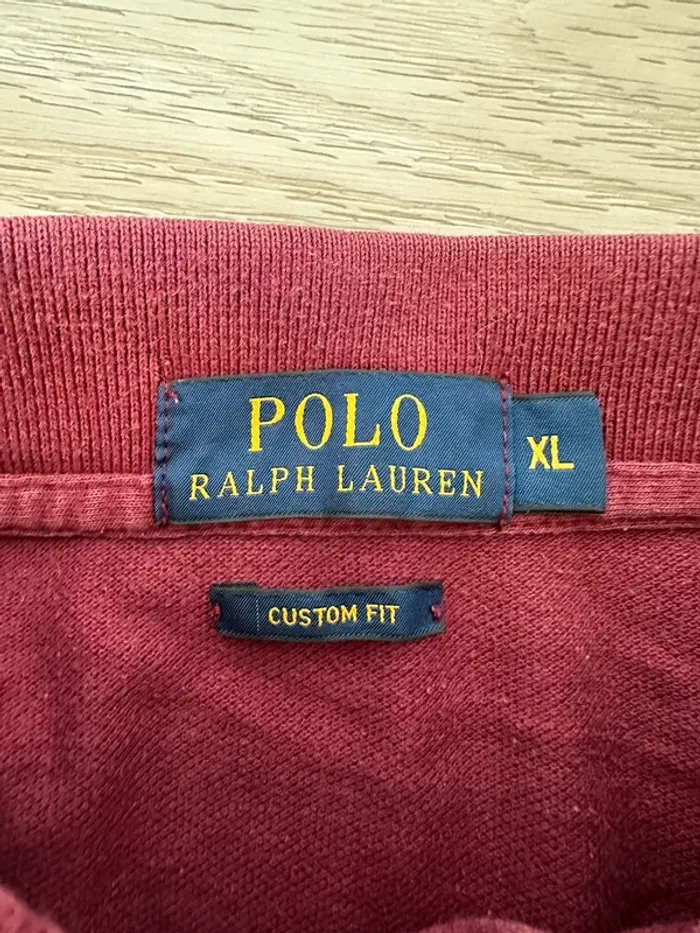 POLO
RALPH LAUREN
XL
CUSTOM FIT